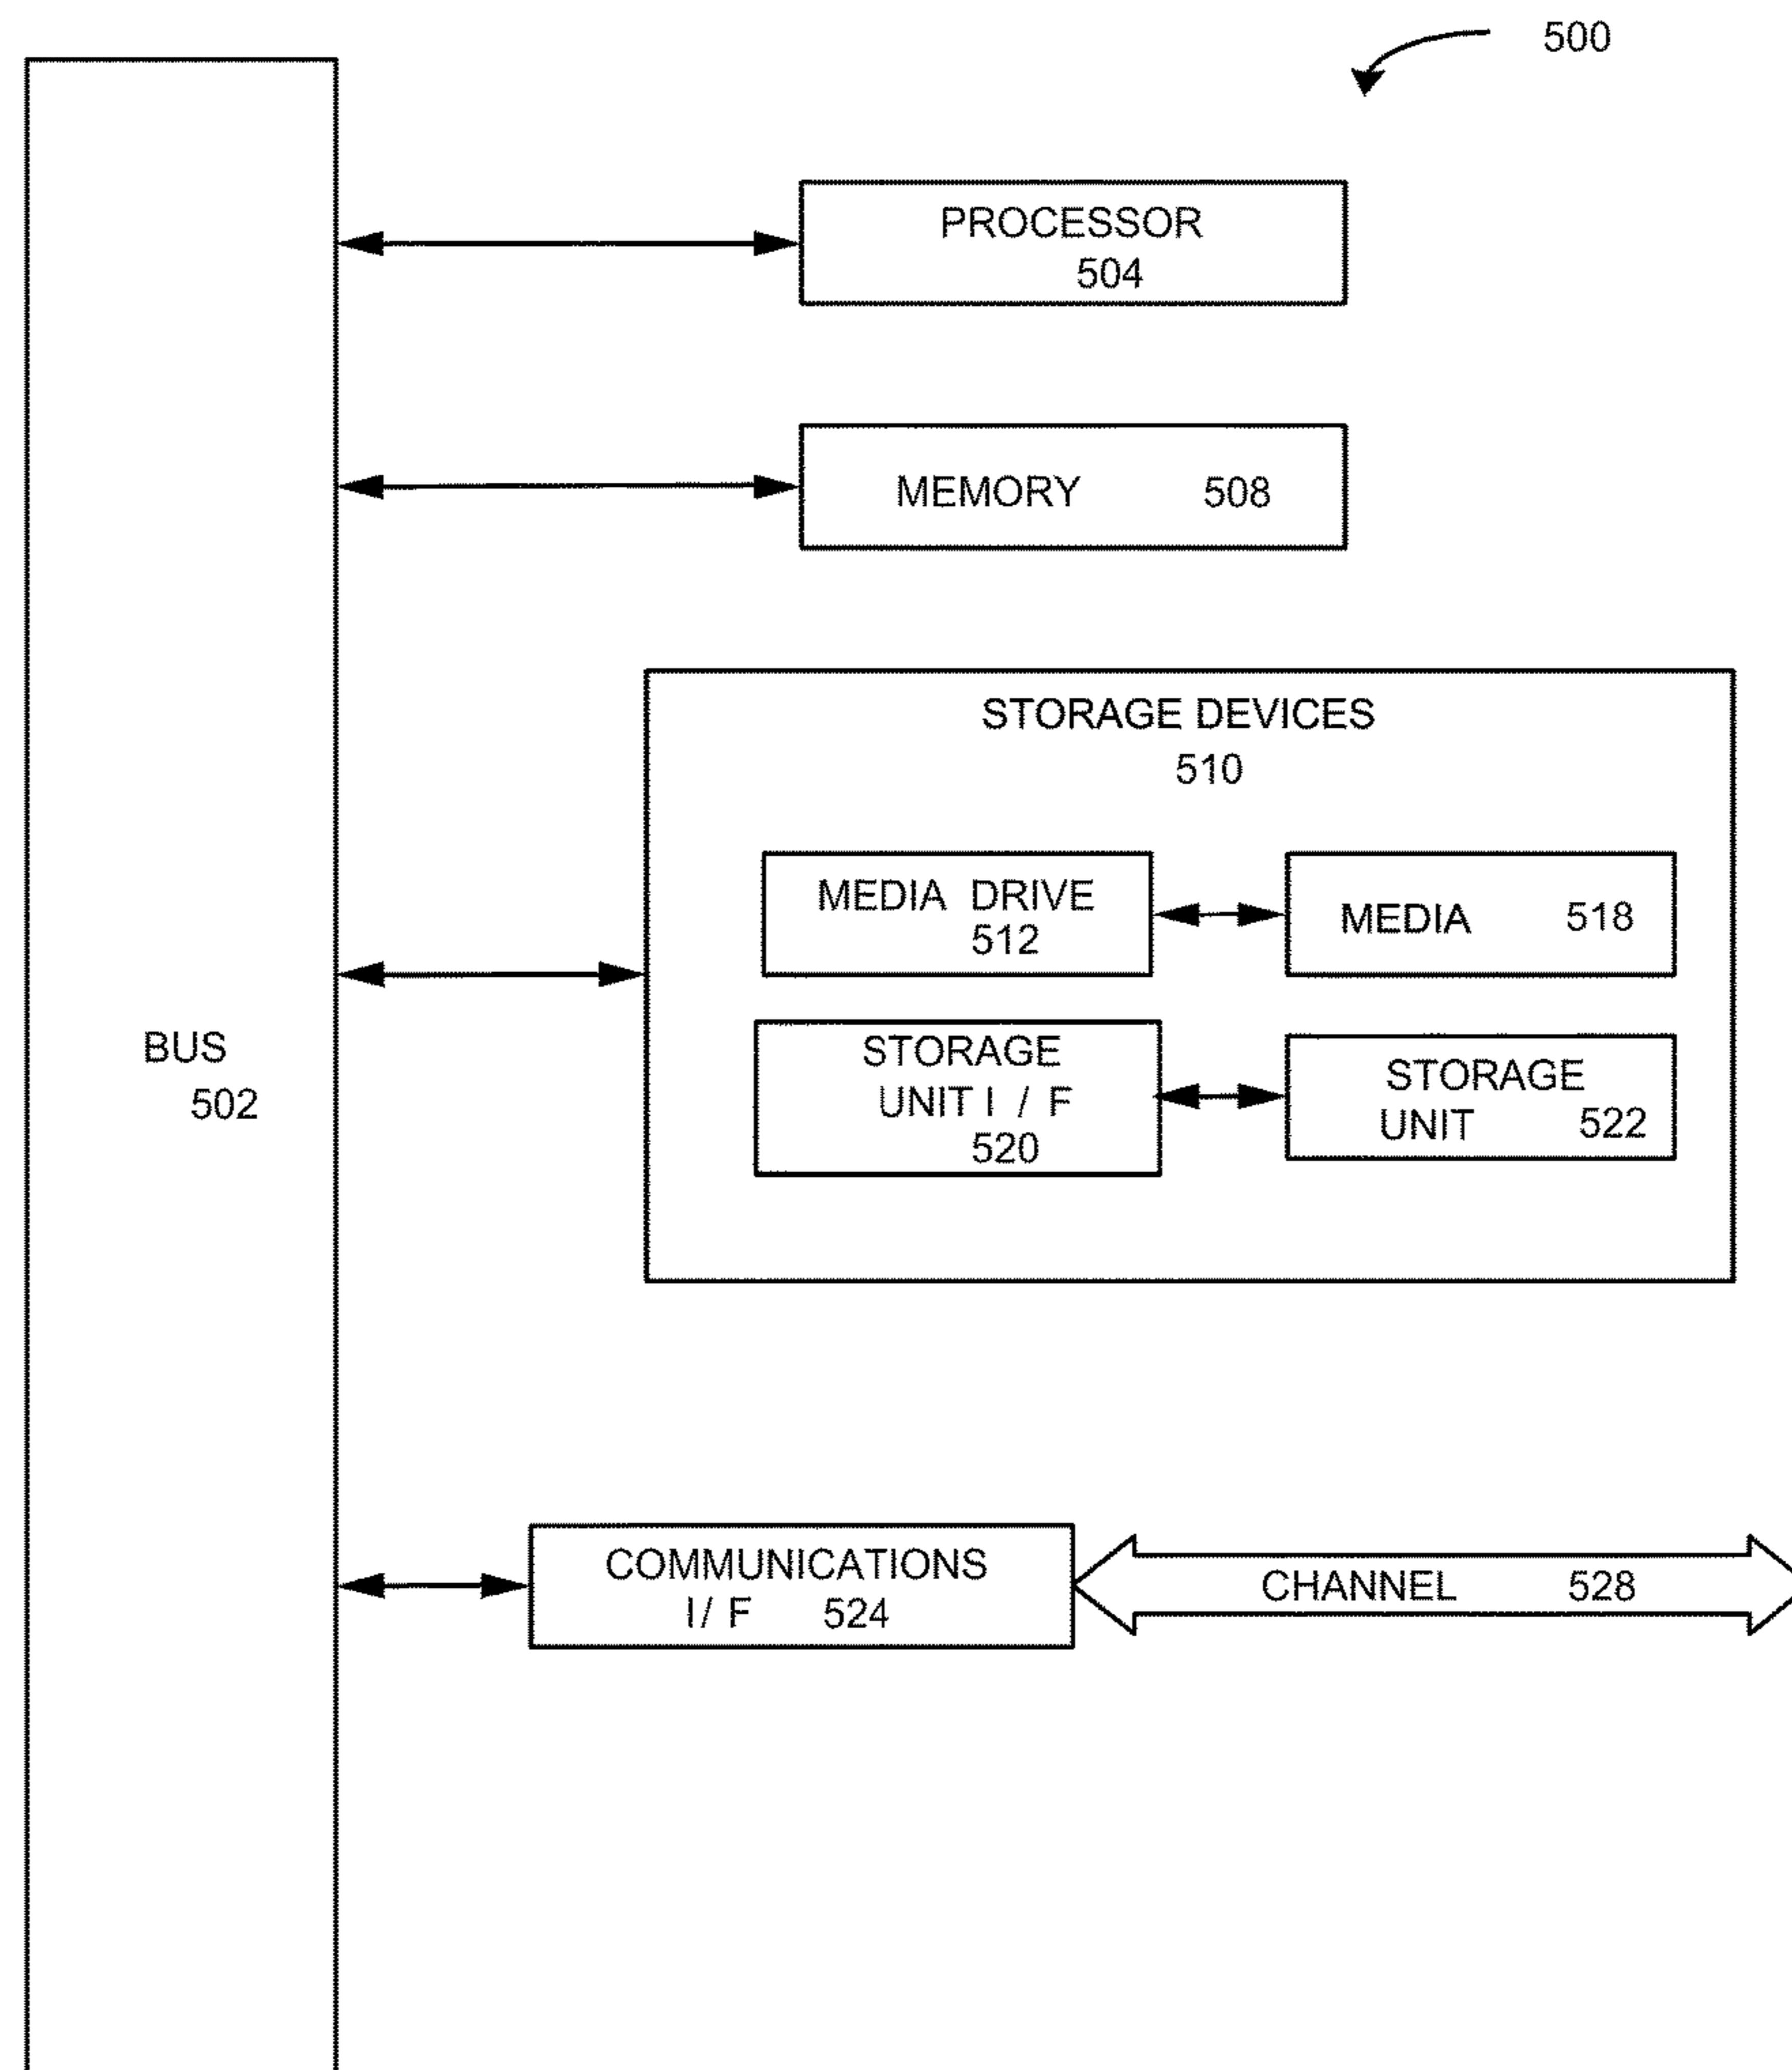 500
PROCESSOR
504
MEMORY 508
STORAGE DEVICES
510
MEDIA DRIVE
512
MEDIA 518
BUS
502
STORAGE
UNIT I / F
520
STORAGE
UNIT 522
COMMUNICATIONS
I / F 524
CHANNEL 528